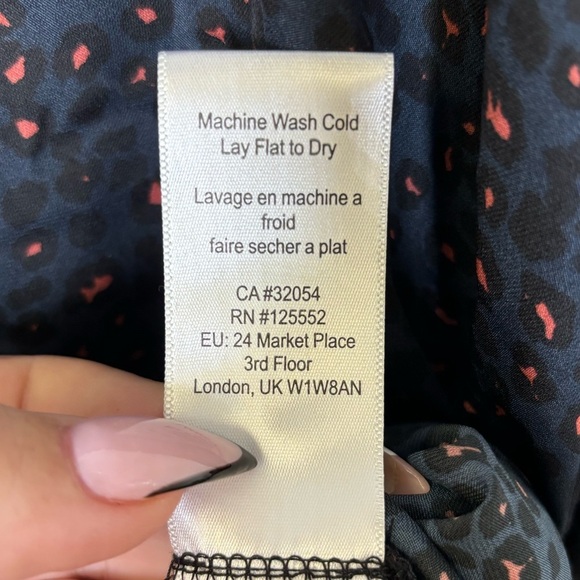 Machine Wash Cold
Lay Flat to Dry
Lavage en machine a
froid
faire secher a plat
CA #32054
RN #125552
EU: 24 Market Place
3rd Floor
London, UK W1W8AN